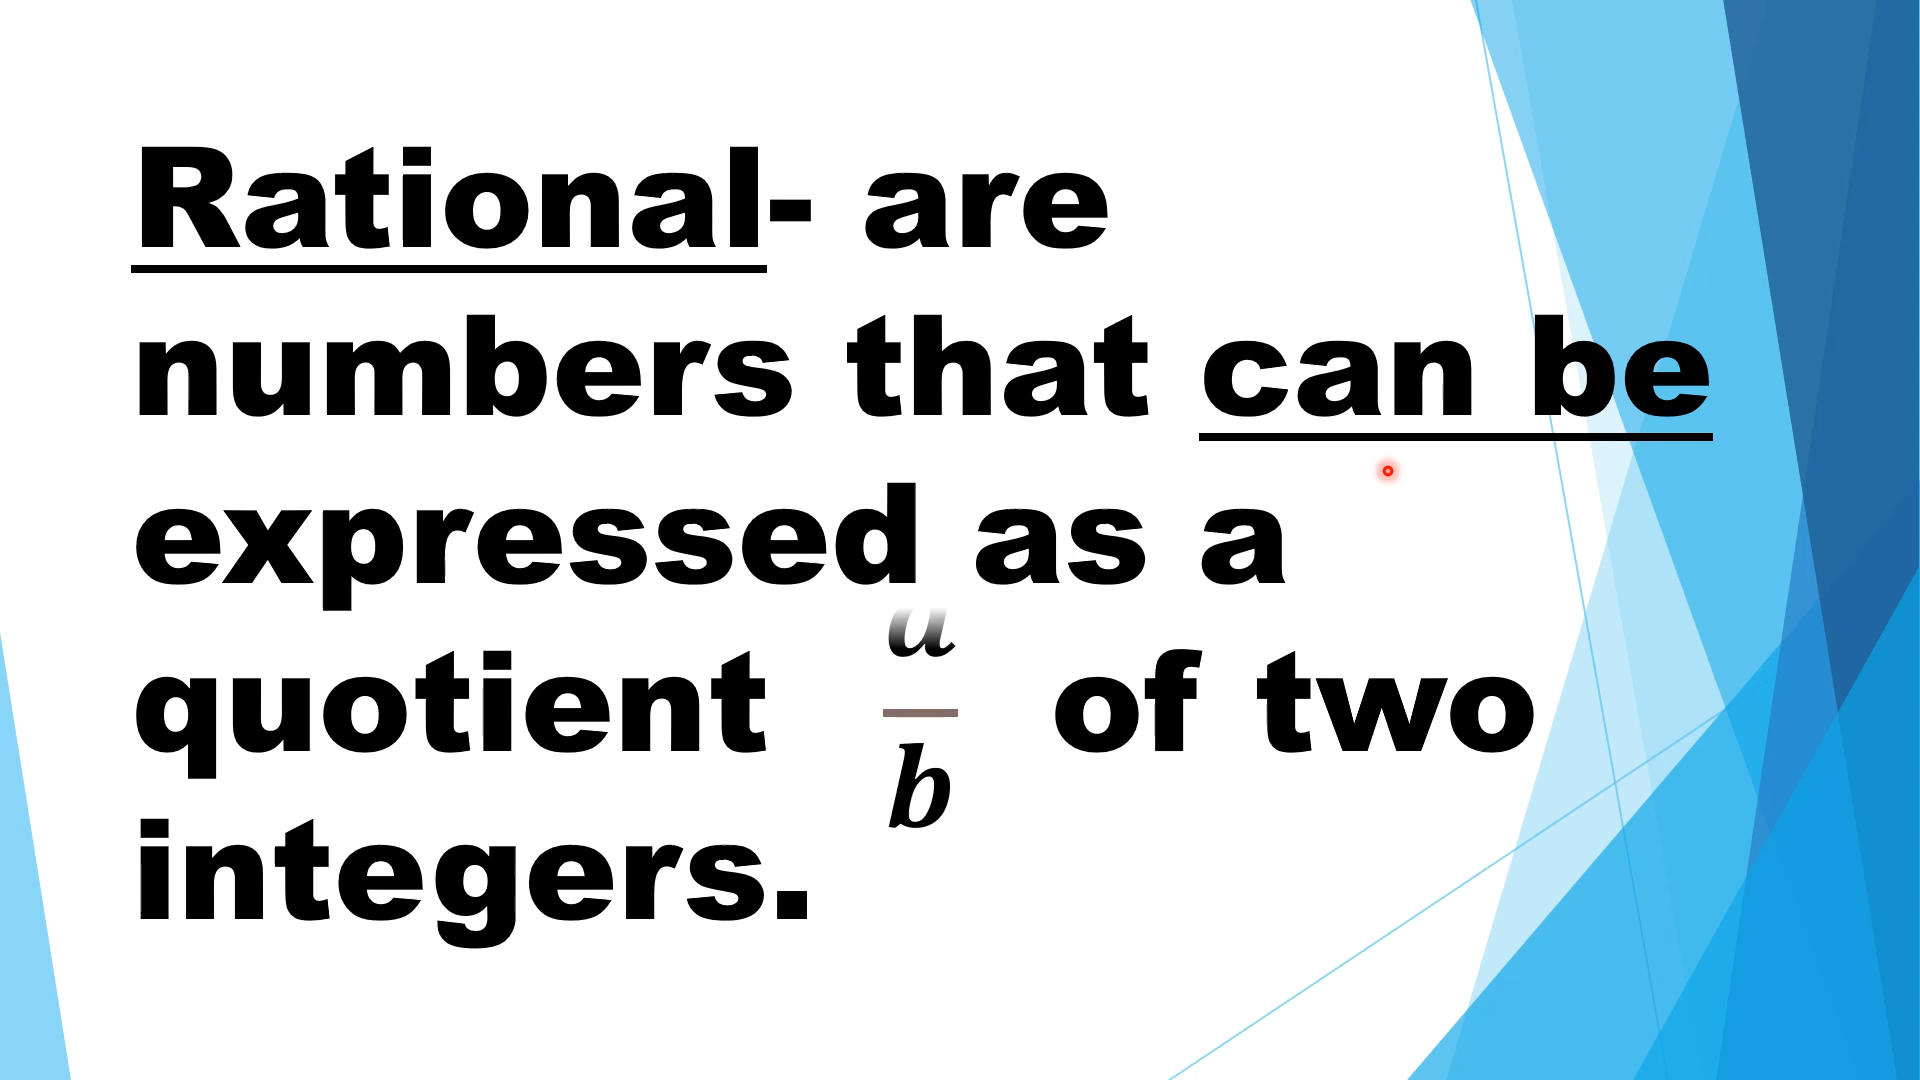 Rational- are
numbers that can be
expressed as a
quotient a/b of two
integers.